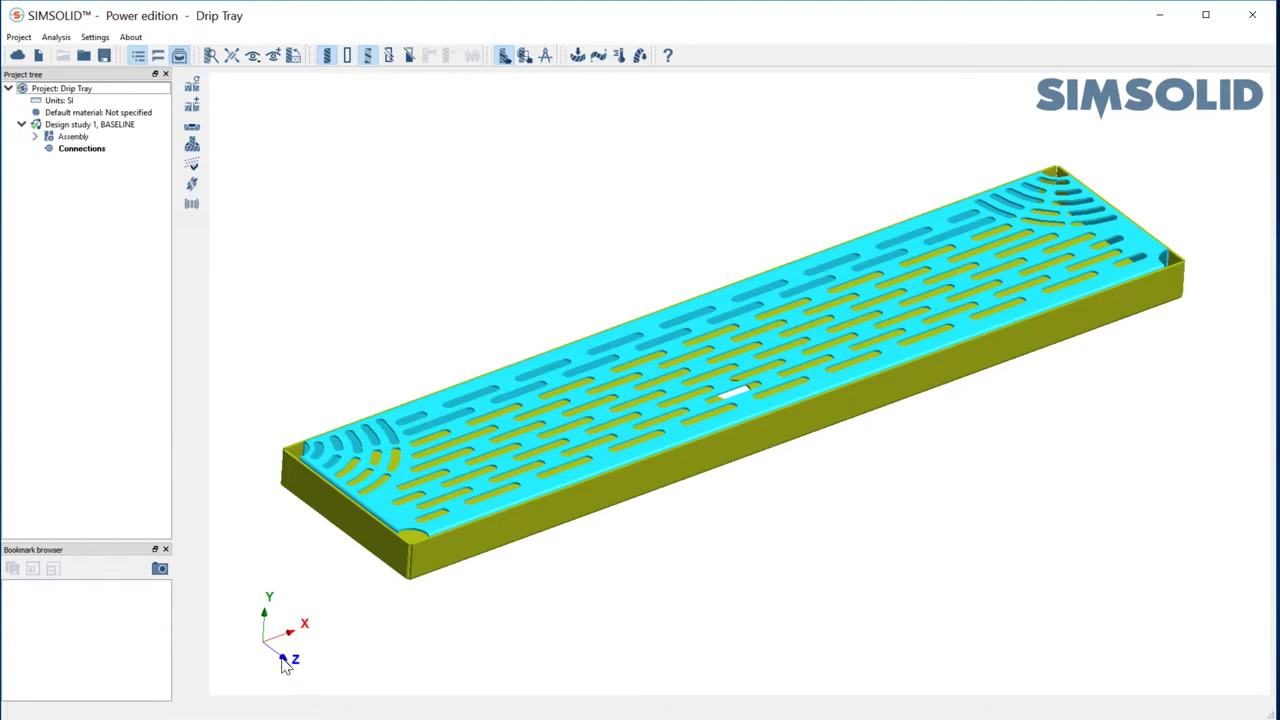 SIMSOLID™ - Power edition - Drip Tray
Project Analysis Settings About
Project tree
Project: Drip Tray
Units: SI
Default material: Not specified
Design study 1, BASELINE
Assembly
Connections
SIMSOLID
Bookmark browser
Y
X
Z